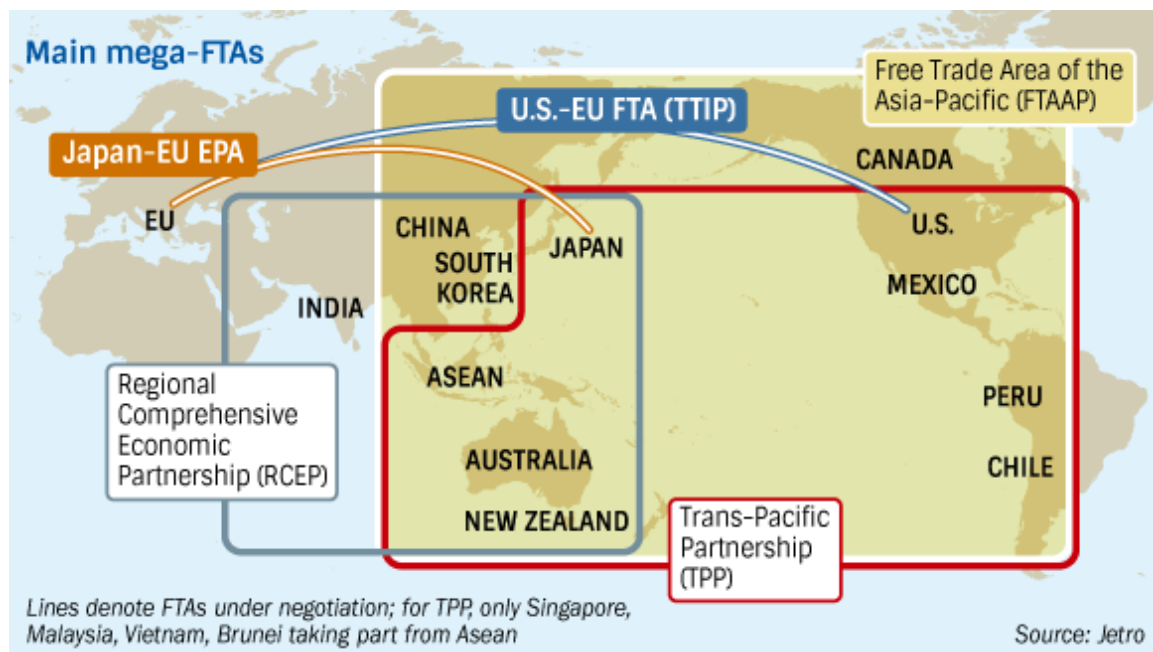 Main mega-FTAs
Free Trade Area of the
Asia-Pacific (FTAAP)
U.S.-EU FTA (TTIP)
Japan-EU EPA
CANADA
EU
CHINA
JAPAN
U.S.
SOUTH
KOREA
MEXICO
INDIA
ASEAN
Regional
Comprehensive
Economic
Partnership (RCEP)
PERU
AUSTRALIA
CHILE
NEW ZEALAND
Trans-Pacific
Partnership
(TPP)
Lines denote FTAs under negotiation; for TPP, only Singapore,
Malaysia, Vietnam, Brunei taking part from Asean
Source: Jetro